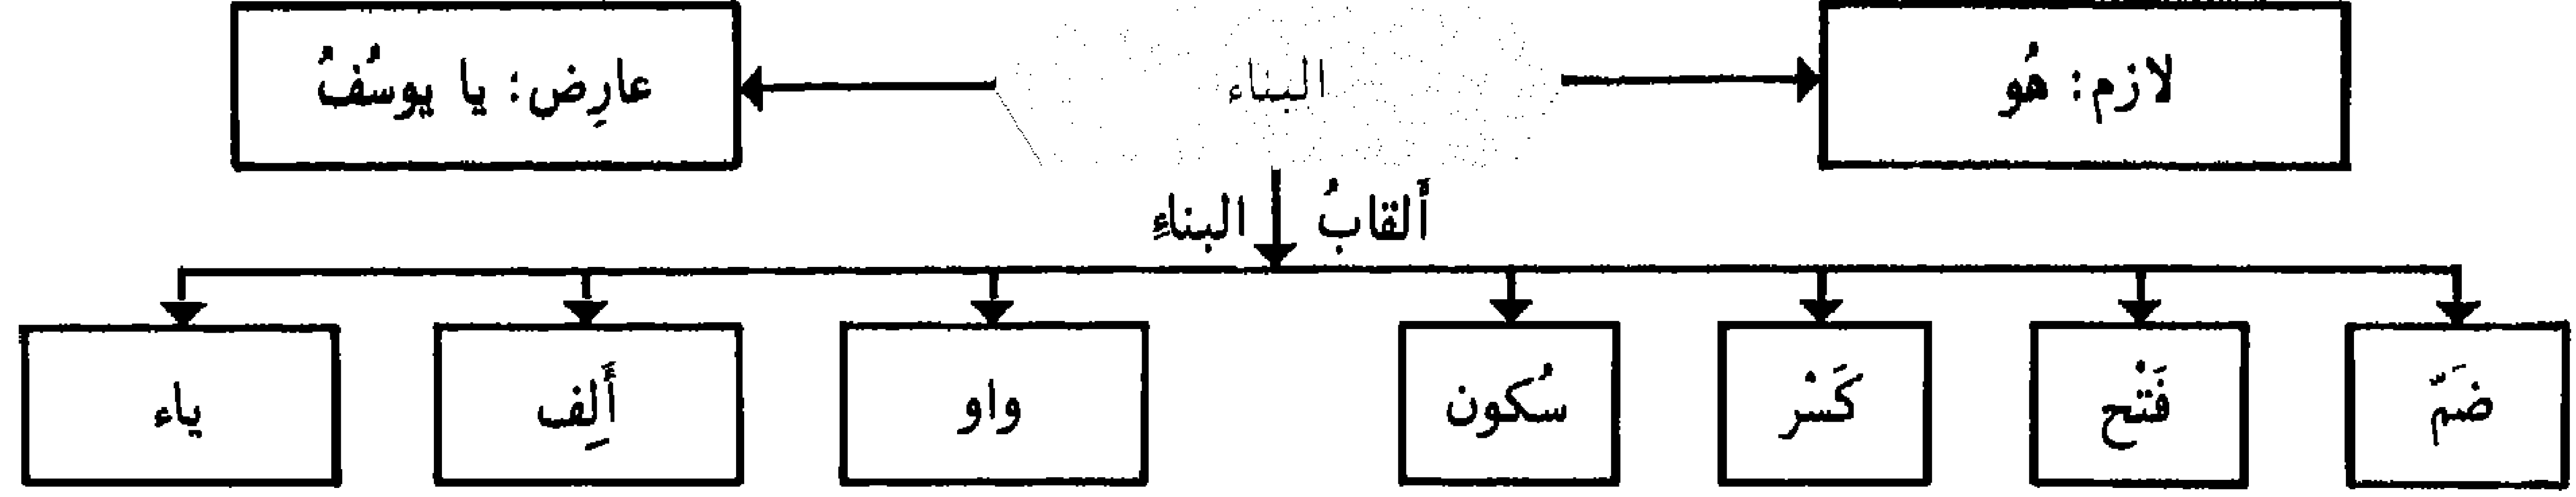 لازم: هُو
البناء
عارِض: يا يوسُفُ
ألقابُ البناءِ
ضَمّ
فَتْح
كَسْر
سُكون
واو
أَلِف
ياء